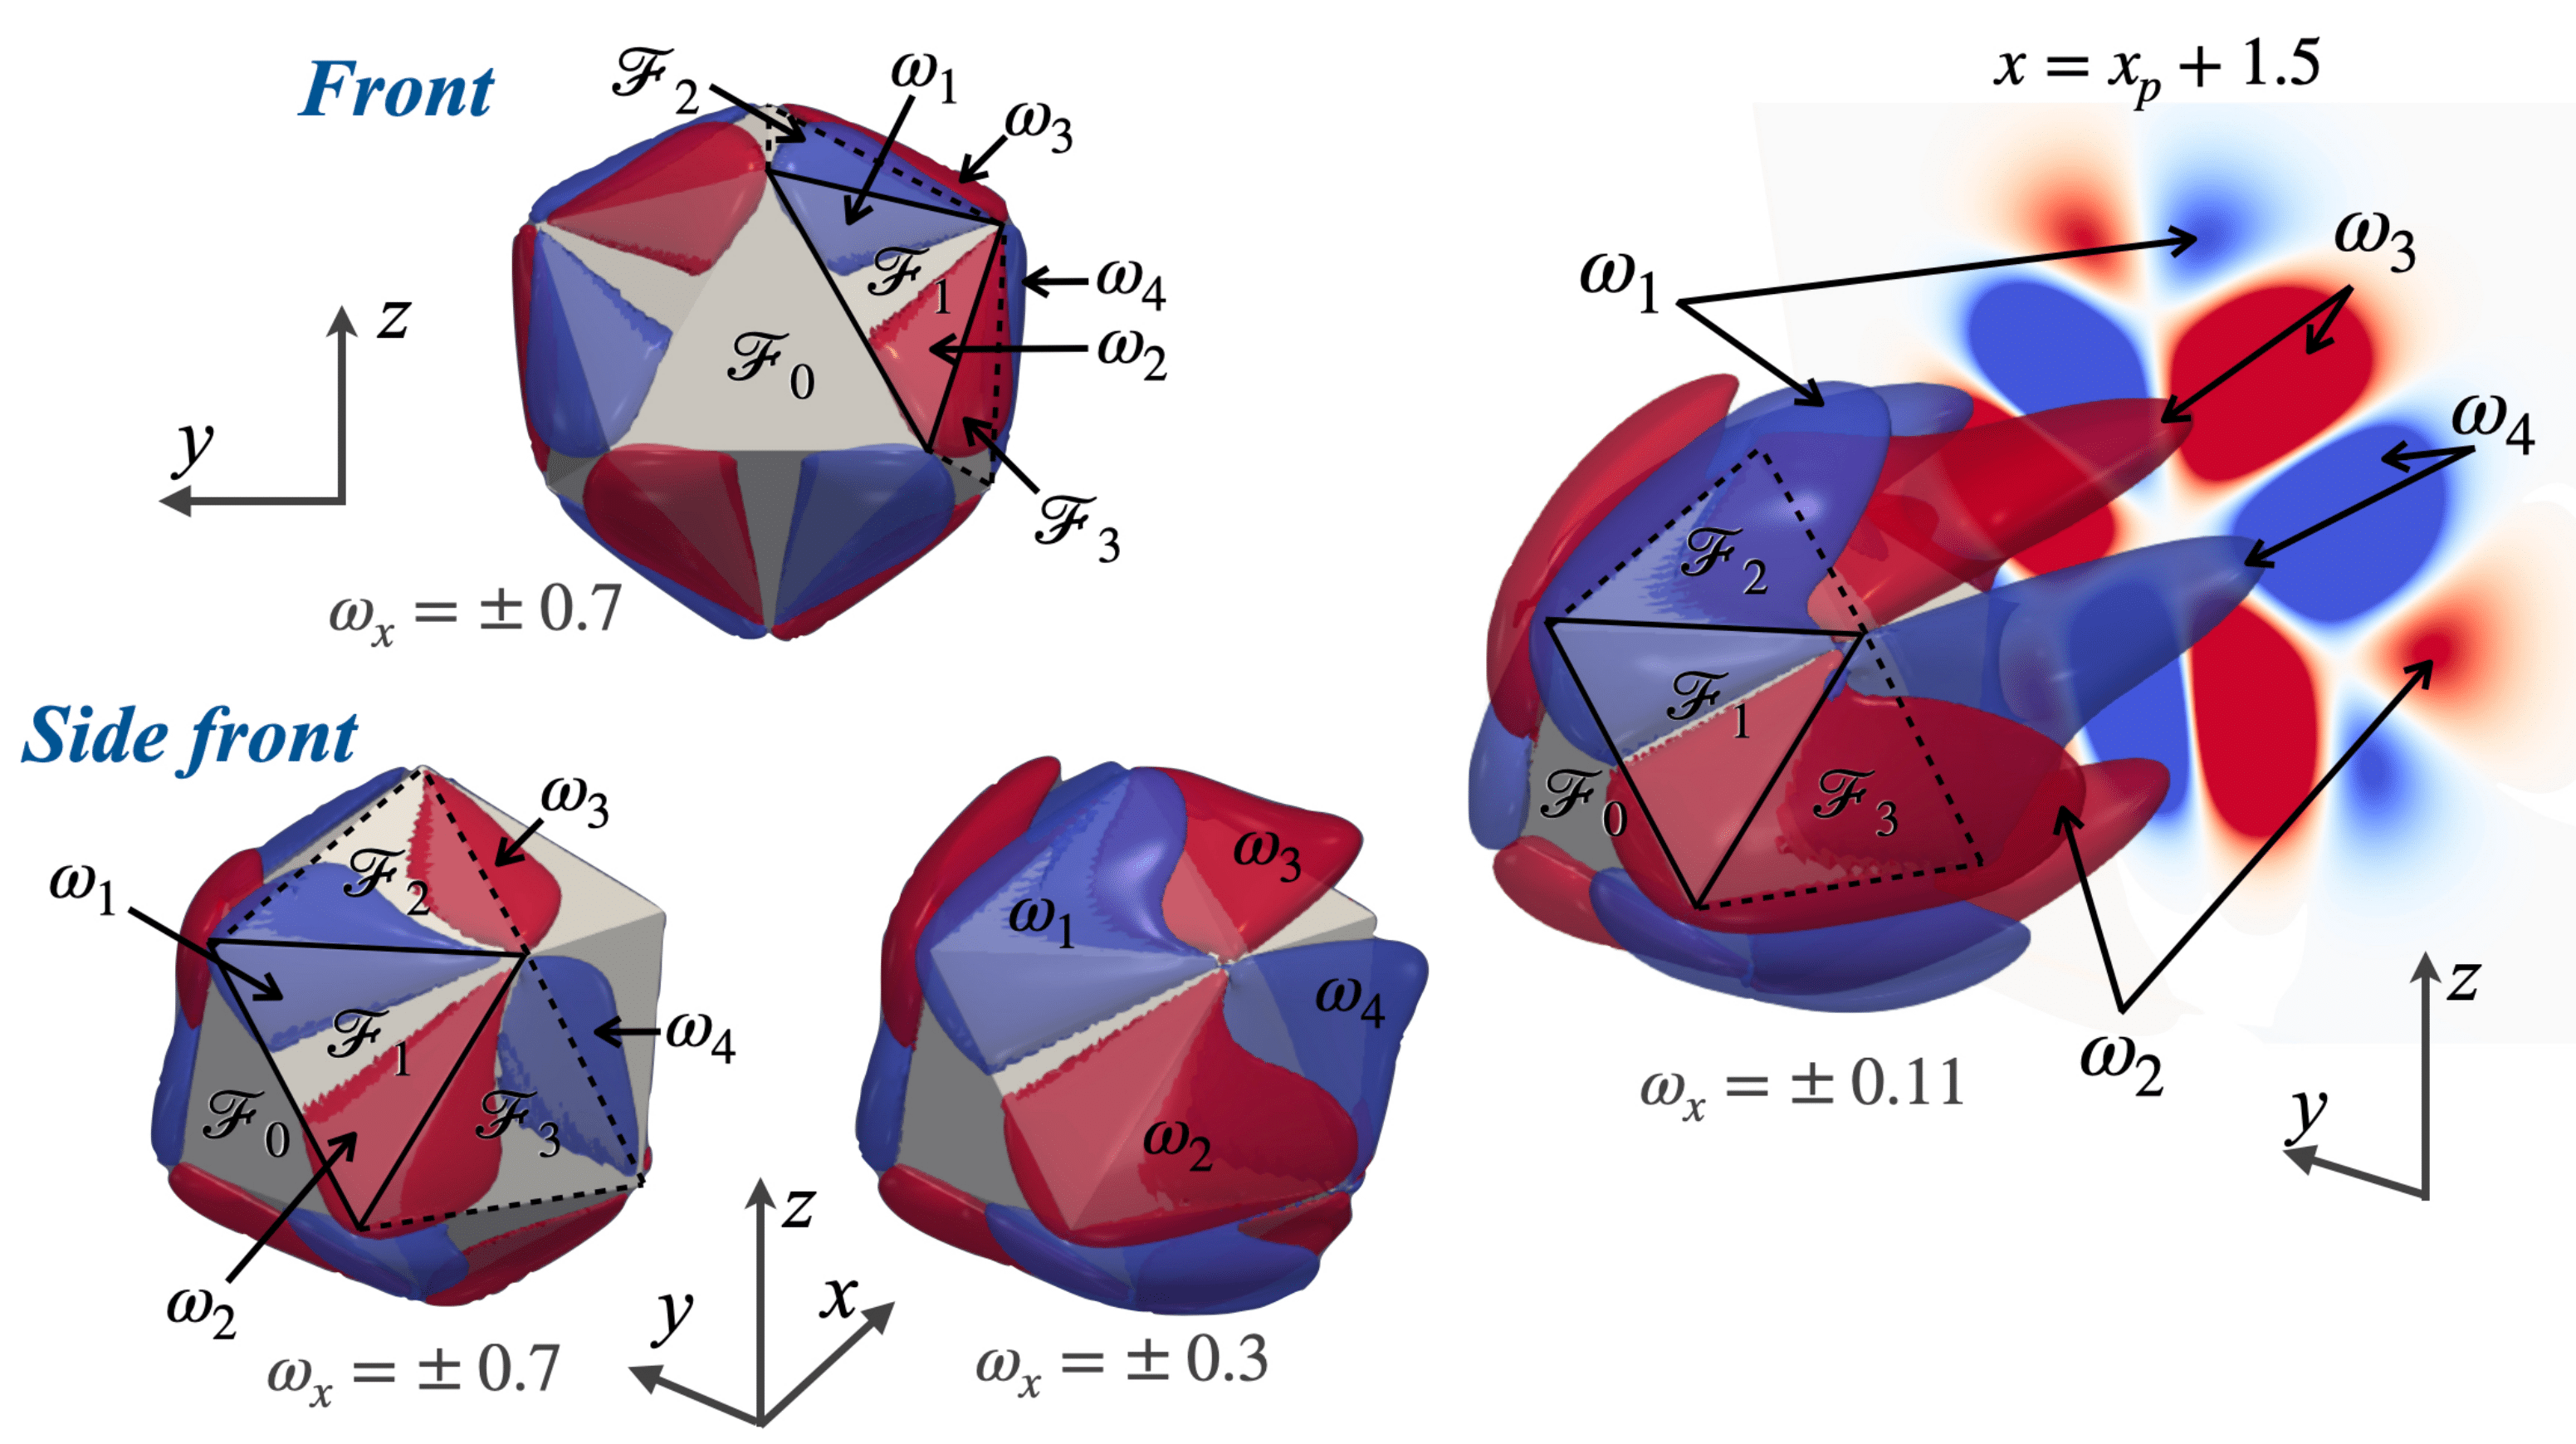 Front
ℱ2
ω1
ω3
ℱ1
ω4
ω2
ℱ0
ℱ3
z
y
ωx = ± 0.7
Side front
ω3
ω1
ℱ2
ℱ1
ω4
ℱ0
ℱ3
ω2
ωx = ± 0.7
z
y
x
ω3
ω1
ω4
ω2
ωx = ± 0.3
x = xp + 1.5
ω1
ω3
ω4
ℱ2
ℱ1
ℱ0
ℱ3
ω2
ωx = ± 0.11
z
y